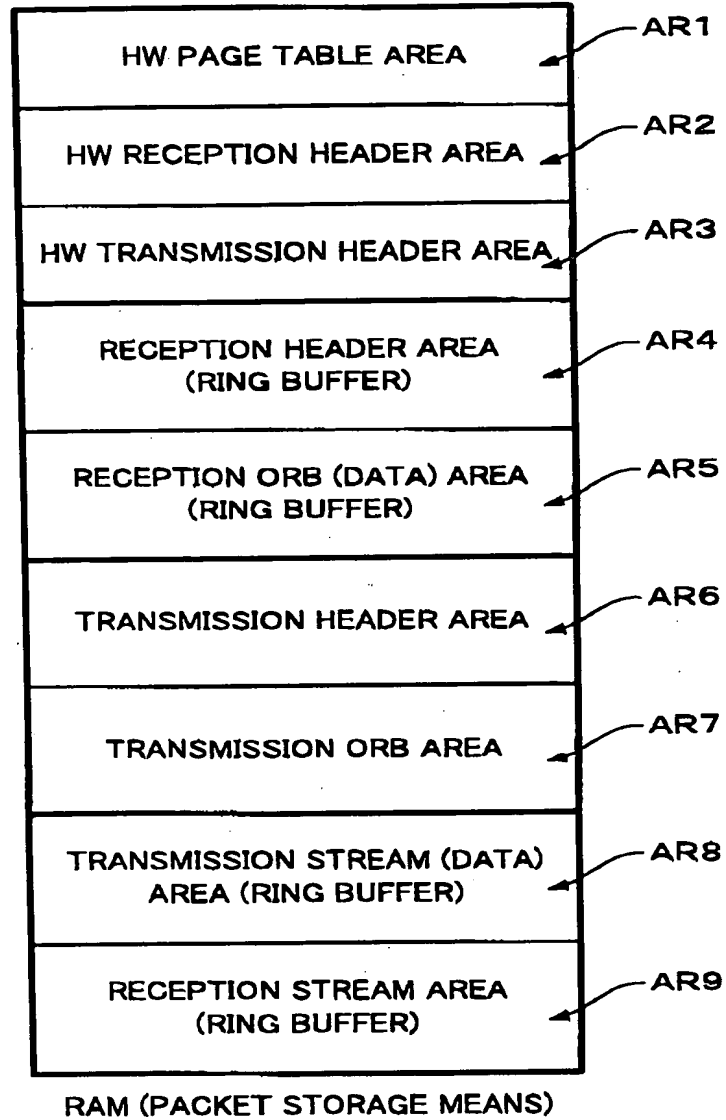 HW PAGE TABLE AREA
AR1
HW RECEPTION HEADER AREA
AR2
HW TRANSMISSION HEADER AREA
AR3
RECEPTION HEADER AREA
(RING BUFFER)
AR4
RECEPTION ORB (DATA) AREA
(RING BUFFER)
AR5
TRANSMISSION HEADER AREA
AR6
TRANSMISSION ORB AREA
AR7
TRANSMISSION STREAM (DATA)
AREA (RING BUFFER)
AR8
RECEPTION STREAM AREA
(RING BUFFER)
AR9
RAM (PACKET STORAGE MEANS)